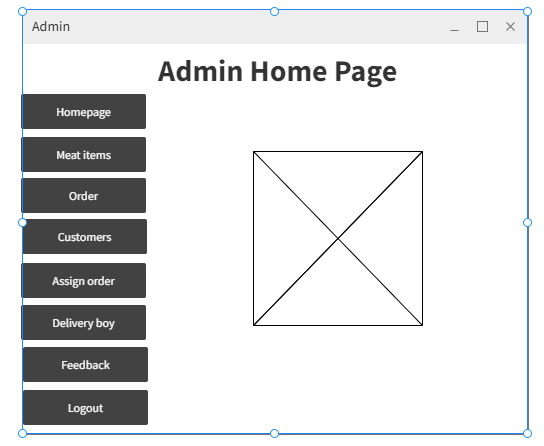 Admin
Admin Home Page
Homepage
Meat items
Order
Customers
Assign order
Delivery boy
Feedback
Logout